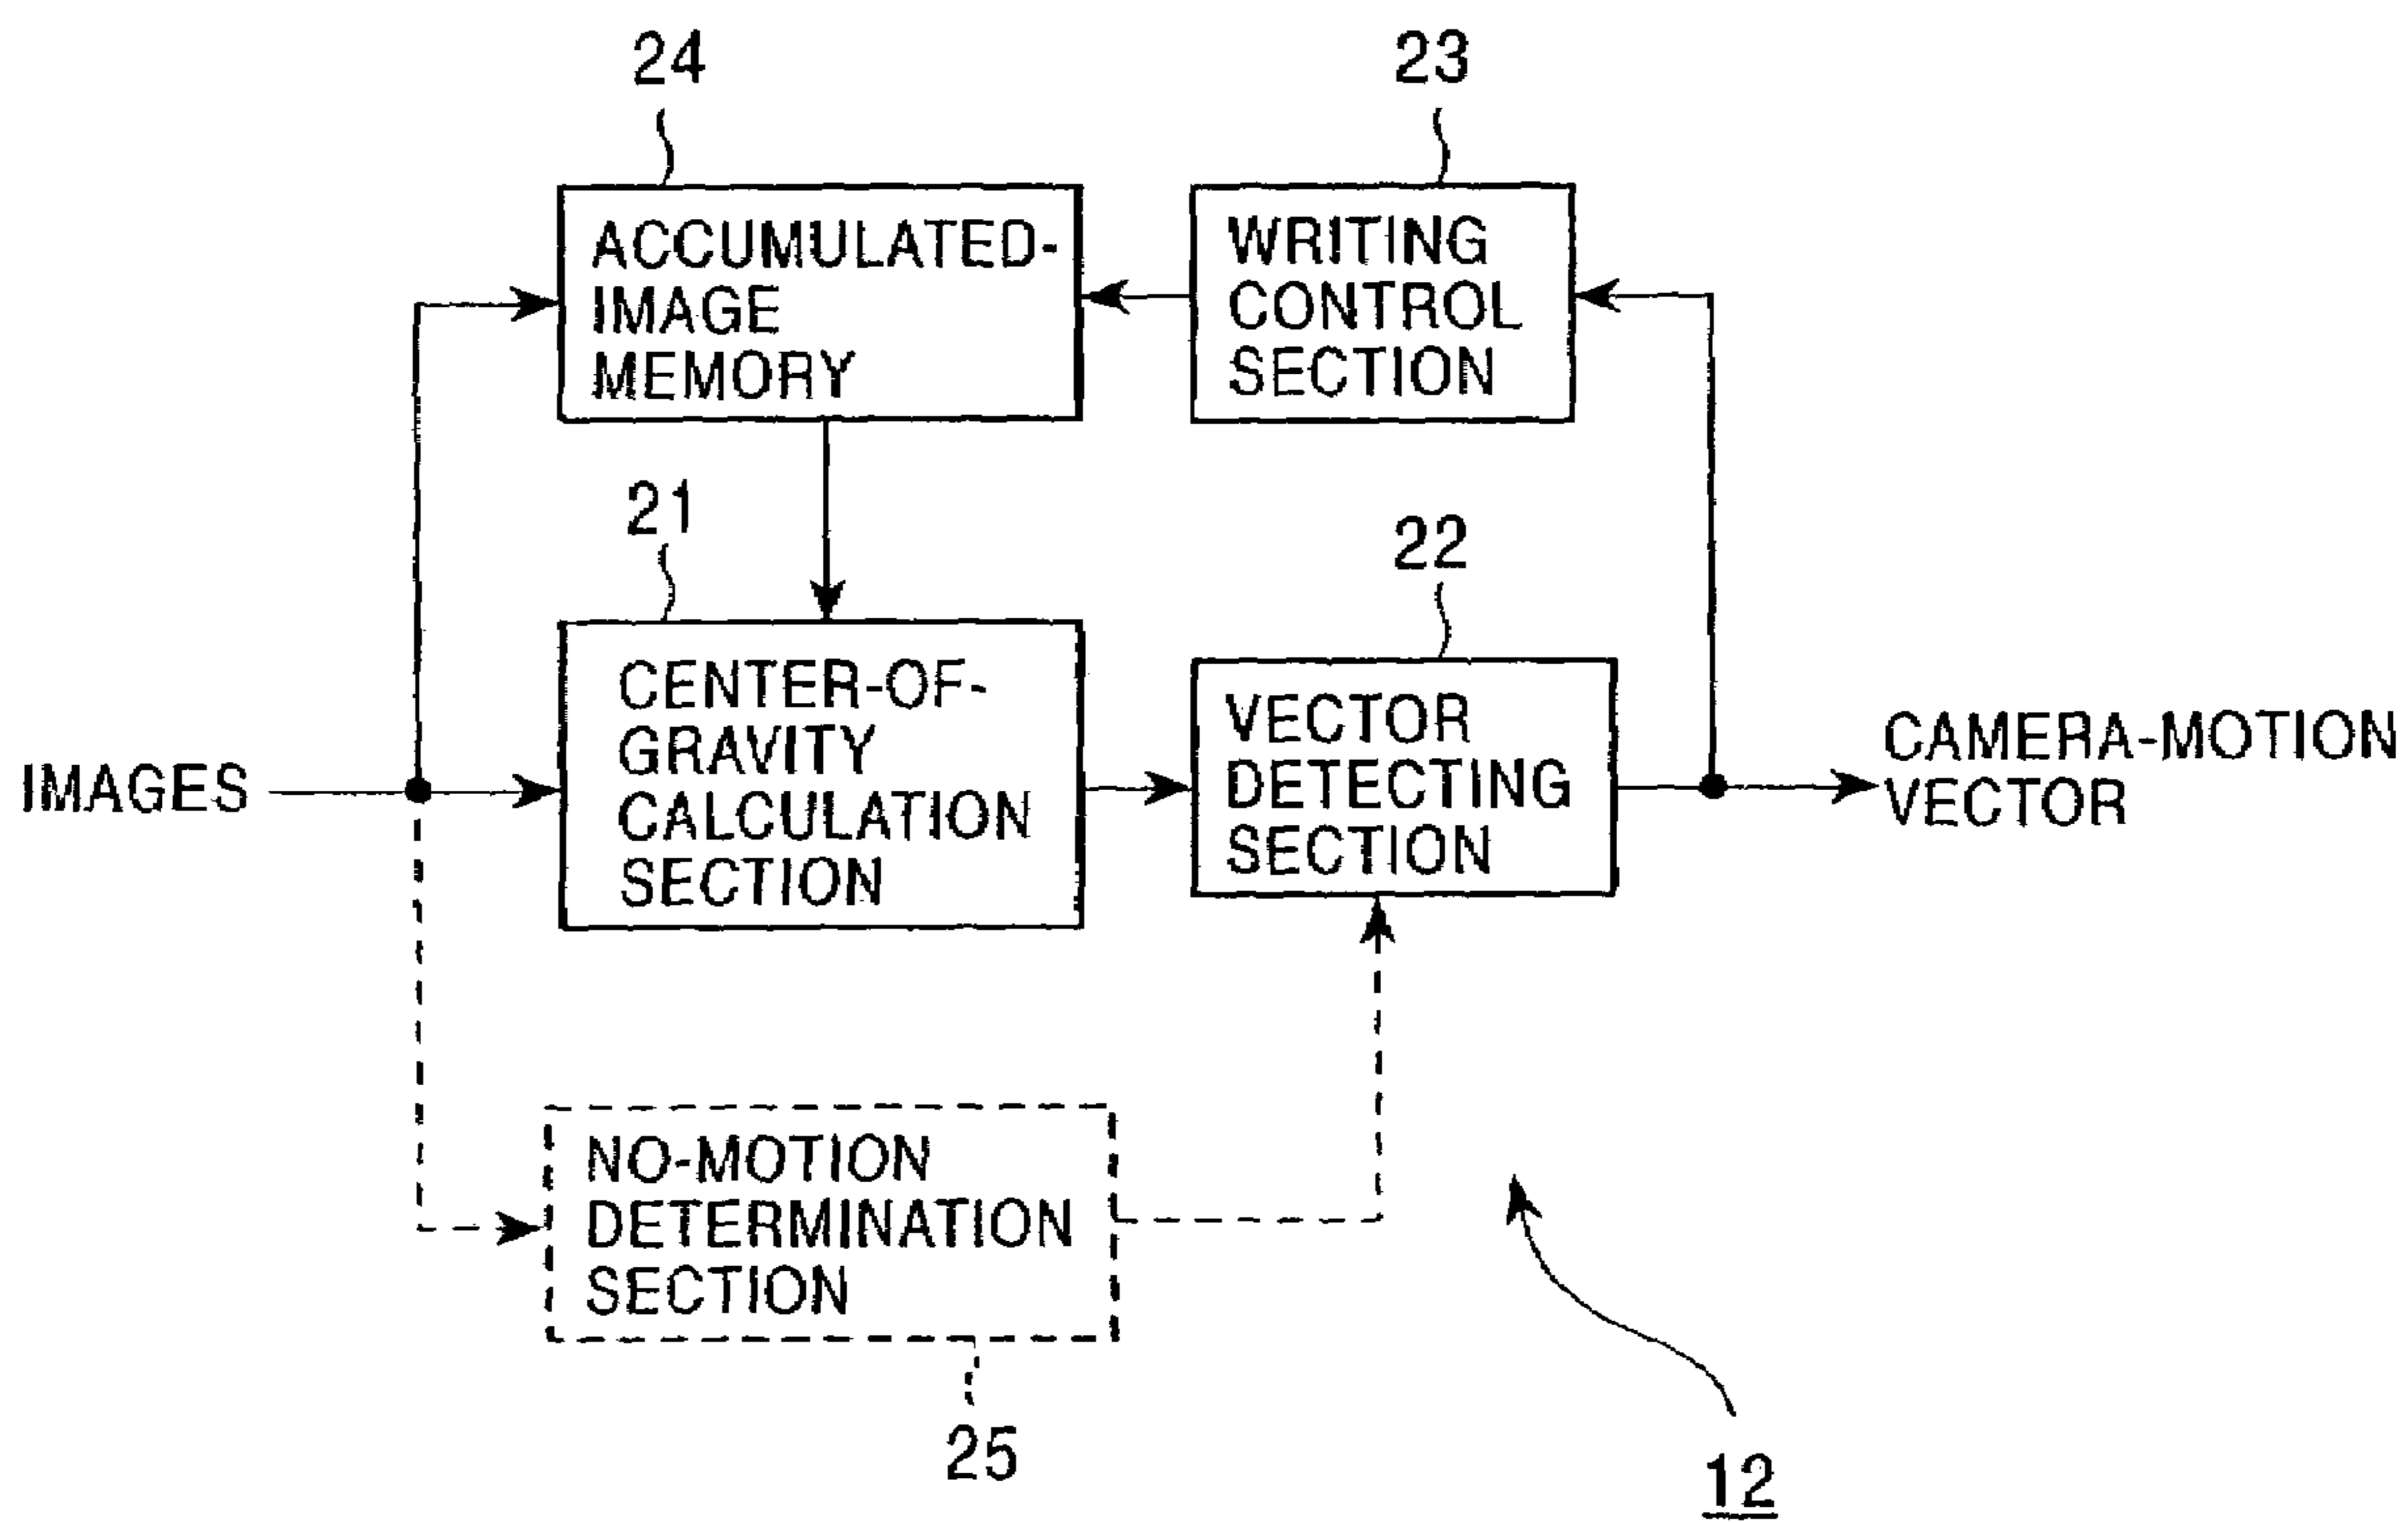 24
23
ACCUMULATED-
IMAGE
MEMORY
WRITING
CONTROL
SECTION
21
22
IMAGES
CENTER-OF-
GRAVITY
CALCULATION
SECTION
VECTOR
DETECTING
SECTION
CAMERA-MOTION
VECTOR
NO-MOTION
DETERMINATION
SECTION
25
12